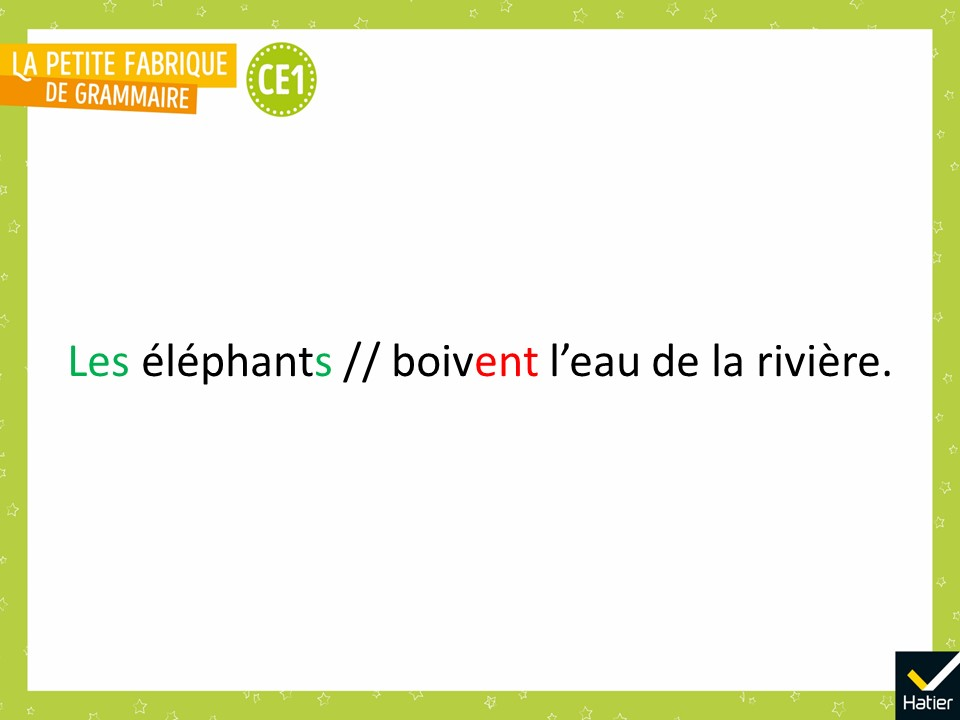 LA PETITE FABRIQUE
DE GRAMMAIRE
CE1
Les éléphants // boivent l’eau de la rivière.
Hatier